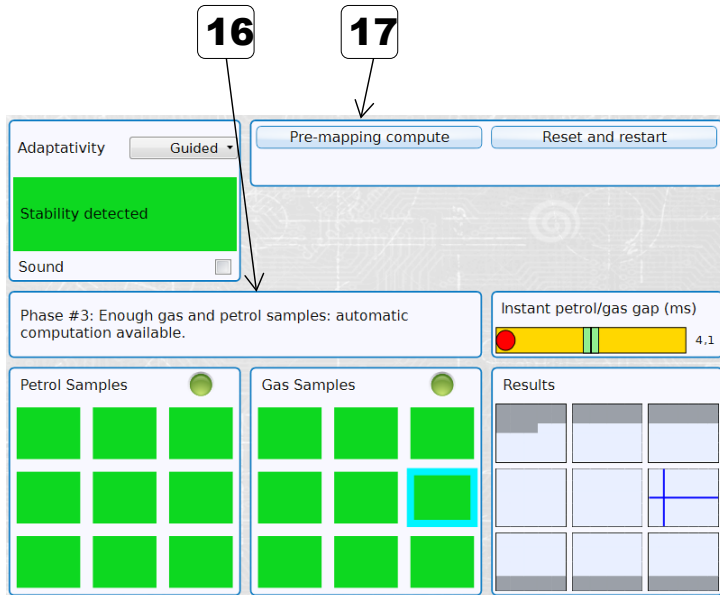 16
17
Adaptativity
Guided
Pre-mapping compute
Reset and restart
Stability detected
Sound
Phase #3: Enough gas and petrol samples: automatic
computation available.
Instant petrol/gas gap (ms)
4,1
Petrol Samples
Gas Samples
Results